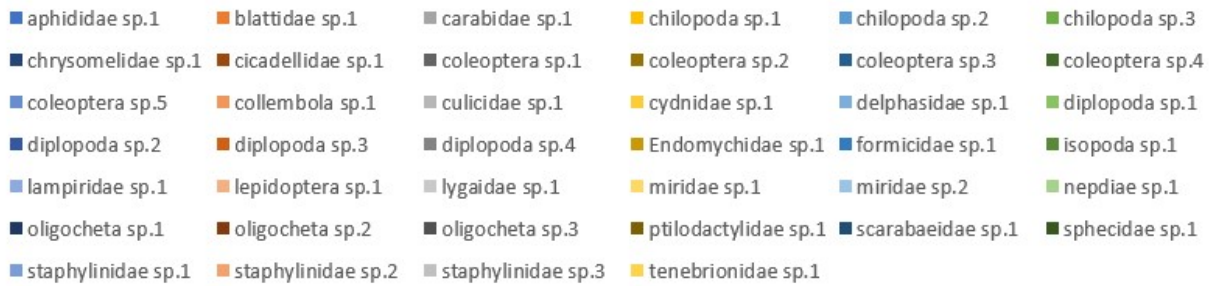 aphididae sp.1 blattidae sp.1 carabidae sp.1 chilopoda sp.1 chilopoda sp.2 chilopoda sp.3
chrysomelidae sp.1 cicadellidae sp.1 coleoptera sp.1 coleoptera sp.2 coleoptera sp.3 coleoptera sp.4
coleoptera sp.5 collembola sp.1 culicidae sp.1 cydnidae sp.1 delphasidae sp.1 diplopoda sp.1
diplopoda sp.2 diplopoda sp.3 diplopoda sp.4 Endomychidae sp.1 formicidae sp.1 isopoda sp.1
lampiridae sp.1 lepidoptera sp.1 lygaidae sp.1 miridae sp.1 miridae sp.2 nepdiae sp.1
oligocheta sp.1 oligocheta sp.2 oligocheta sp.3 ptilodactylidae sp.1 scarabaeidae sp.1 sphecidae sp.1
staphylinidae sp.1 staphylinidae sp.2 staphylinidae sp.3 tenebrionidae sp.1